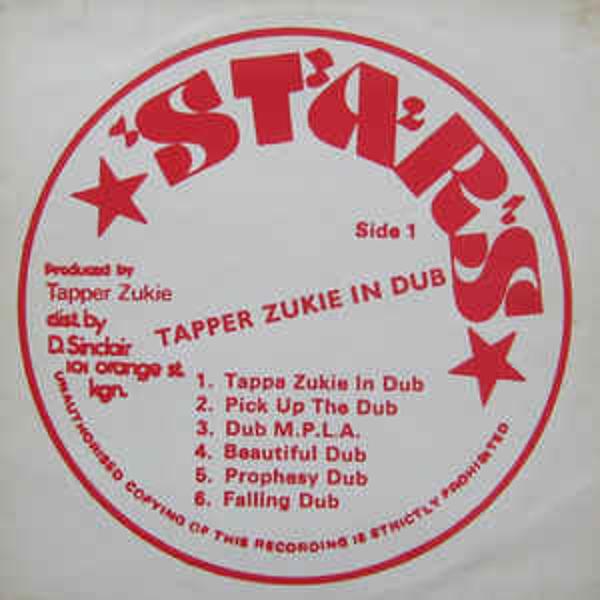 STARS
Side 1
Produced by
Tapper Zukie
dist. by
D. Sinclair
101 orange st.
kgn.
TAPPER ZUKIE IN DUB
1. Tappa Zukie In Dub
2. Pick Up The Dub
3. Dub M.P.L.A.
4. Beautiful Dub
5. Prophesy Dub
6. Falling Dub
UNAUTHORISED COPYING OF THIS RECORDING IS STRICTLY PROHIBITED